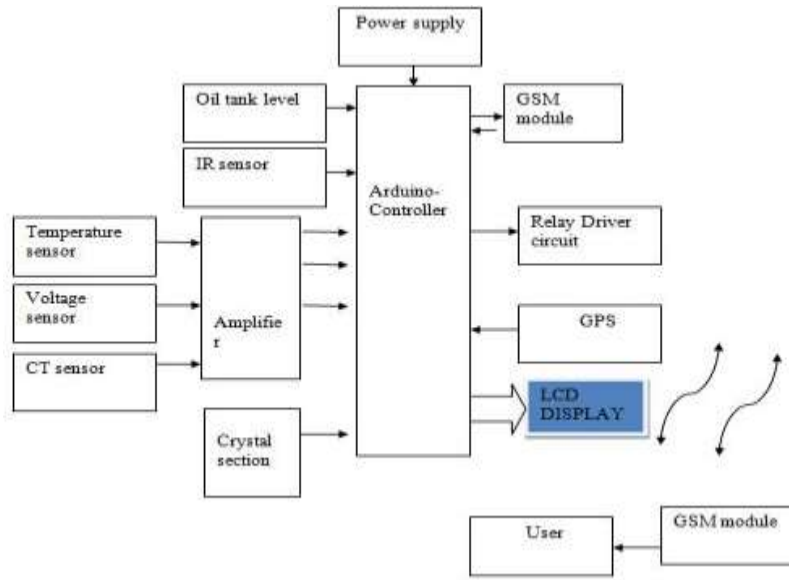 Power supply
Oil tank level
GSM
module
IR sensor
Arduino-
Controller
Temperature
sensor
Relay Driver
circuit
Voltage
sensor
Amplifie
r
GPS
CT sensor
LCD
DISPLAY
Crystal
section
User
GSM module